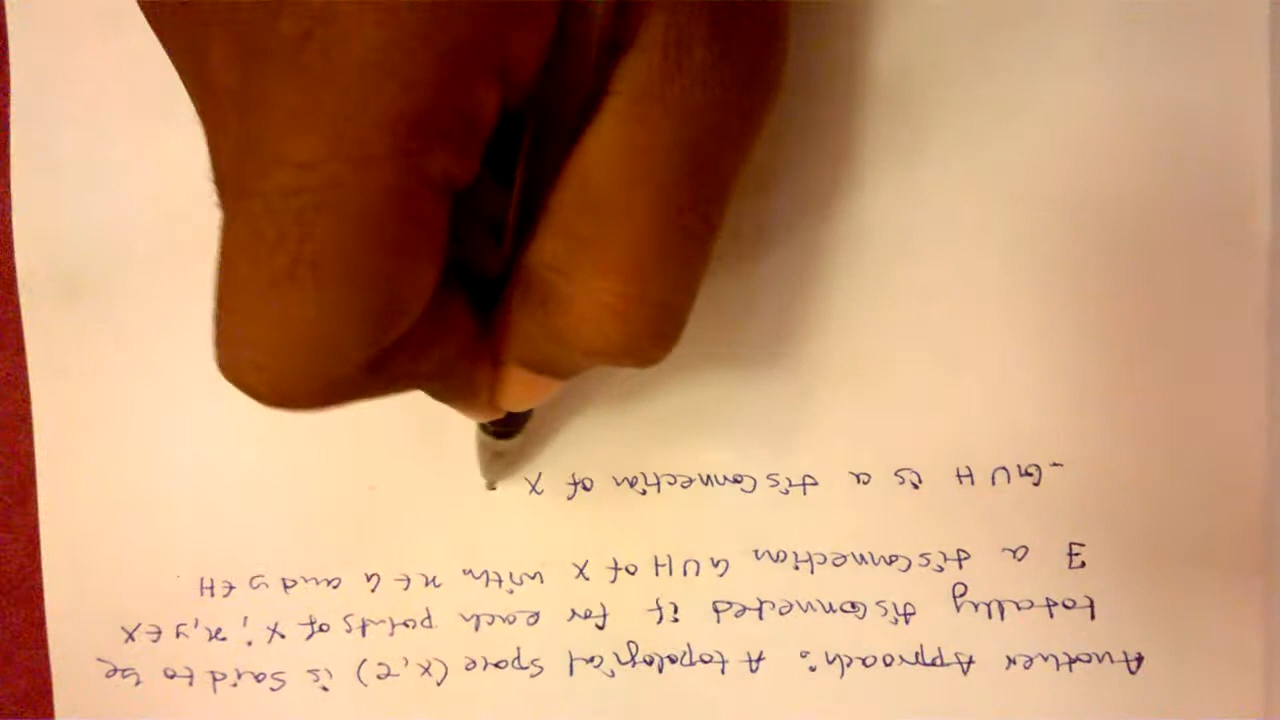 Another Approach: A topological space (X, τ) is said to be
totally disconnected if for each points of X; x, y ∈ X
∃ a disconnection G U H of X with x ∈ G and y ∈ H
- G U H is a disconnection of X